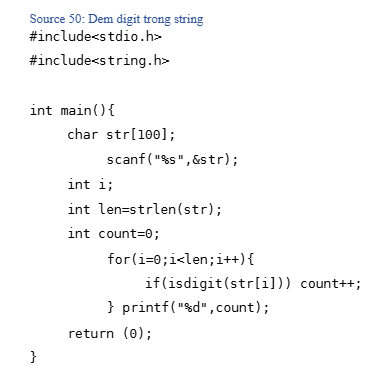 Source 50: Dem digit trong string
#include<stdio.h>
#include<string.h>
int main(){
char str[100];
scanf("%s",&str);
int i;
int len=strlen(str);
int count=0;
for(i=0;i<len;i++){
if(isdigit(str[i])) count++;
} printf("%d",count);
return (0);
}